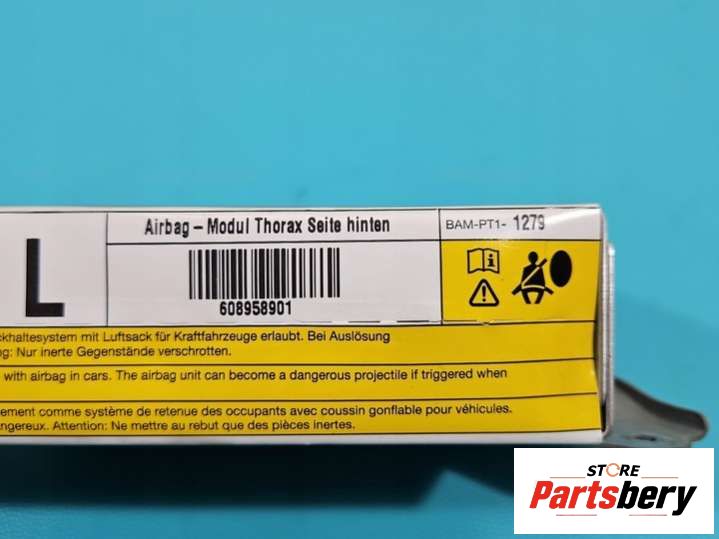 Airbag – Modul Thorax Seite hinten
BAM-PT1- 1279
L
608958901
ckhaltesystem mit Luftsack für Kraftfahrzeuge erlaubt. Bei Auslösung
g: Nur inerte Gegenstände verschrotten.
with airbag in cars. The airbag unit can become a dangerous projectile if triggered when
ement comme système de retenue des occupants avec coussin gonflable pour véhicules.
ngereux. Attention: Ne mettre au rebut que des pièces inertes.
STORE
Partsbery